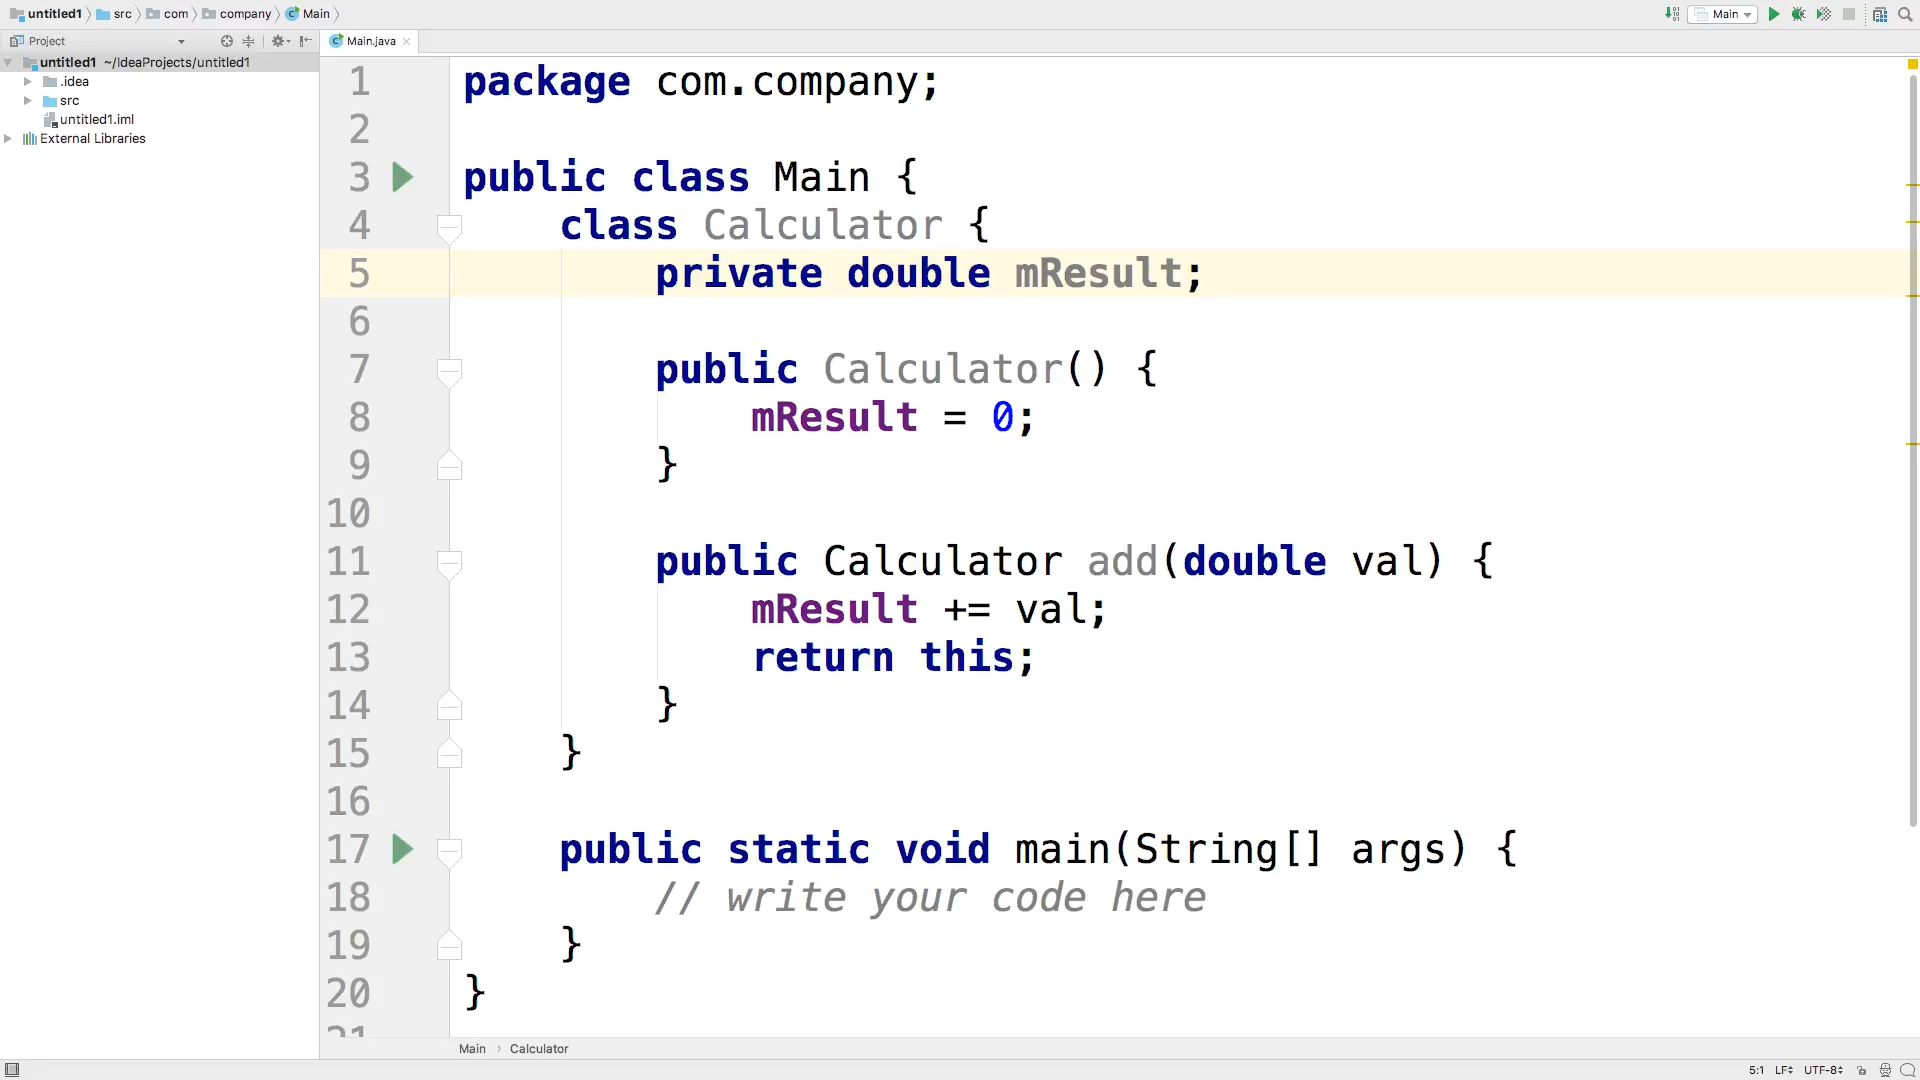 untitled1 src com company Main
Main
Project
Main.java
untitled1 ~/IdeaProjects/untitled1
.idea
src
untitled1.iml
External Libraries
1 package com.company;
2
3 public class Main {
4 class Calculator {
5 private double mResult;
6
7 public Calculator() {
8 mResult = 0;
9 }
10
11 public Calculator add(double val) {
12 mResult += val;
13 return this;
14 }
15 }
16
17 public static void main(String[] args) {
18 // write your code here
19 }
20 }
21
Main › Calculator
5:1 LF UTF-8